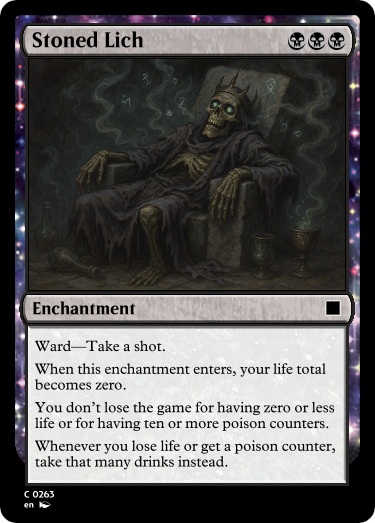 Stoned Lich
Enchantment
Ward—Take a shot.
When this enchantment enters, your life total
becomes zero.
You don't lose the game for having zero or less
life or for having ten or more poison counters.
Whenever you lose life or get a poison counter,
take that many drinks instead.
C 0263
en